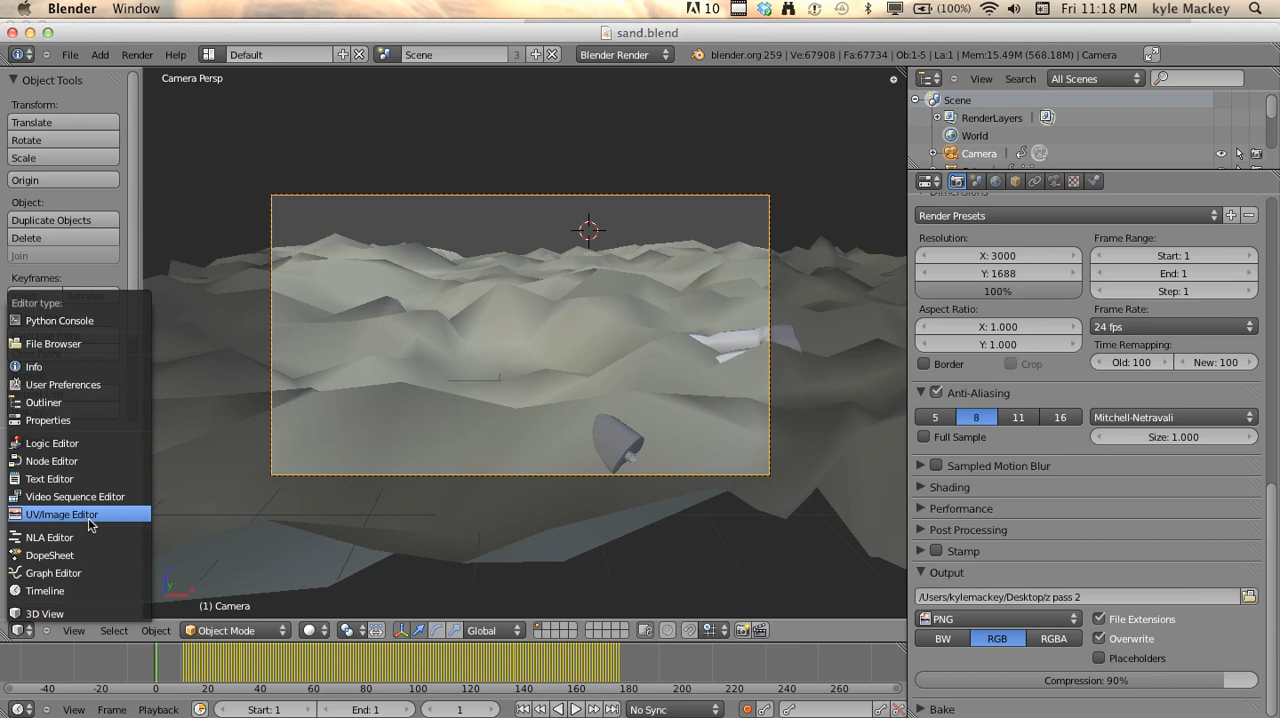 Blender Window 10 (100%) Fri 11:18 PM kyle Mackey
sand.blend
File Add Render Help Default Scene 3 Blender Render blender.org 259 | Ve:67908 | Fa:67734 | Ob:1-5 | La:1 | Mem:15.49M (568.18M) | Camera
Object Tools
Transform:
Translate
Rotate
Scale
Origin
Object:
Duplicate Objects
Delete
Join
Keyframes:
Editor type:
Python Console
File Browser
Info
User Preferences
Outliner
Properties
Logic Editor
Node Editor
Text Editor
Video Sequence Editor
UV/Image Editor
NLA Editor
DopeSheet
Graph Editor
Timeline
3D View
Camera Persp
y x
(1) Camera
View Select Object Object Mode Global
-40 -20 0 20 40 60 80 100 120 140 160 180 200 220 240 260
View Frame Playback Start: 1 End: 1 1 No Sync
View Search All Scenes
Scene
RenderLayers |
World
Camera |
Dimensions
Render Presets
Resolution: Frame Range:
X: 3000 Start: 1
Y: 1688 End: 1
100% Step: 1
Aspect Ratio: Frame Rate:
X: 1.000 24 fps
Y: 1.000 Time Remapping:
Border Crop Old: 100 New: 100
Anti-Aliasing
5 8 11 16 Mitchell-Netravali
Full Sample Size: 1.000
Sampled Motion Blur
Shading
Performance
Post Processing
Stamp
Output
/Users/kylemackey/Desktop/z pass 2
PNG File Extensions
BW RGB RGBA Overwrite
Placeholders
Compression: 90%
Bake